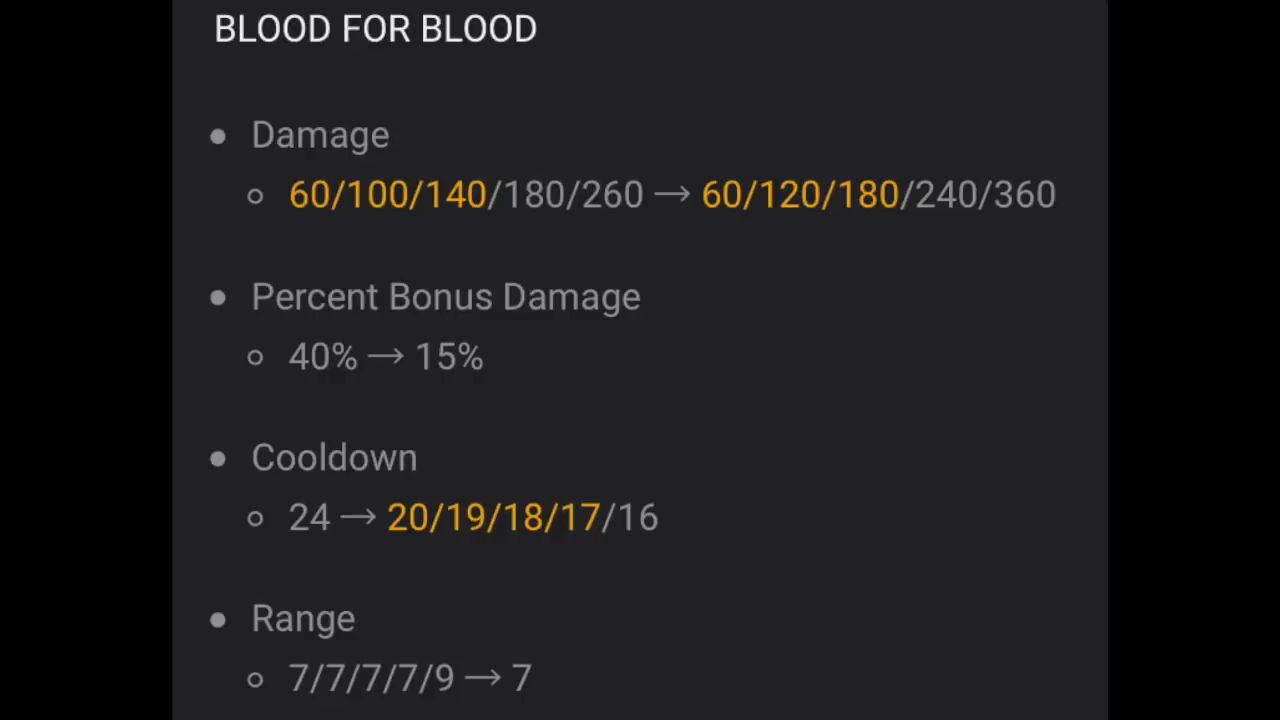 BLOOD FOR BLOOD
● Damage
○ 60/100/140/180/260 → 60/120/180/240/360
● Percent Bonus Damage
○ 40% → 15%
● Cooldown
○ 24 → 20/19/18/17/16
● Range
○ 7/7/7/7/9 → 7